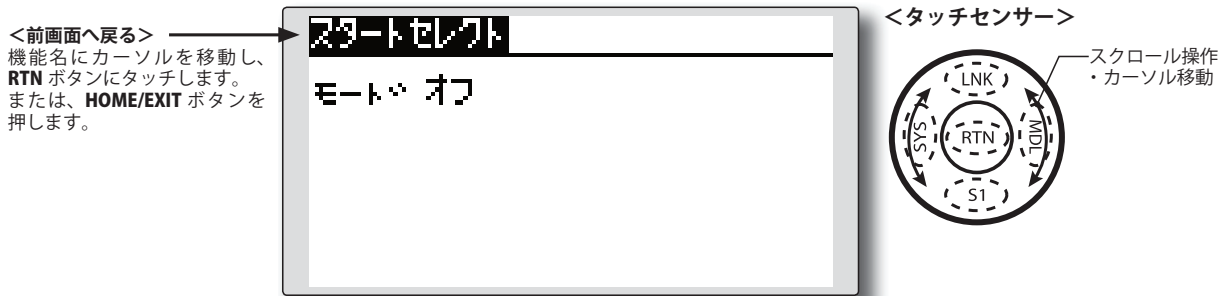 ＜前画面へ戻る＞
機能名にカーソルを移動し、
RTN ボタンにタッチします。
または、HOME/EXIT ボタンを
押します。
スタートセレクト
モード オフ
＜タッチセンサー＞
スクロール操作
・カーソル移動
LNK
SYS
RTN
MDL
S1